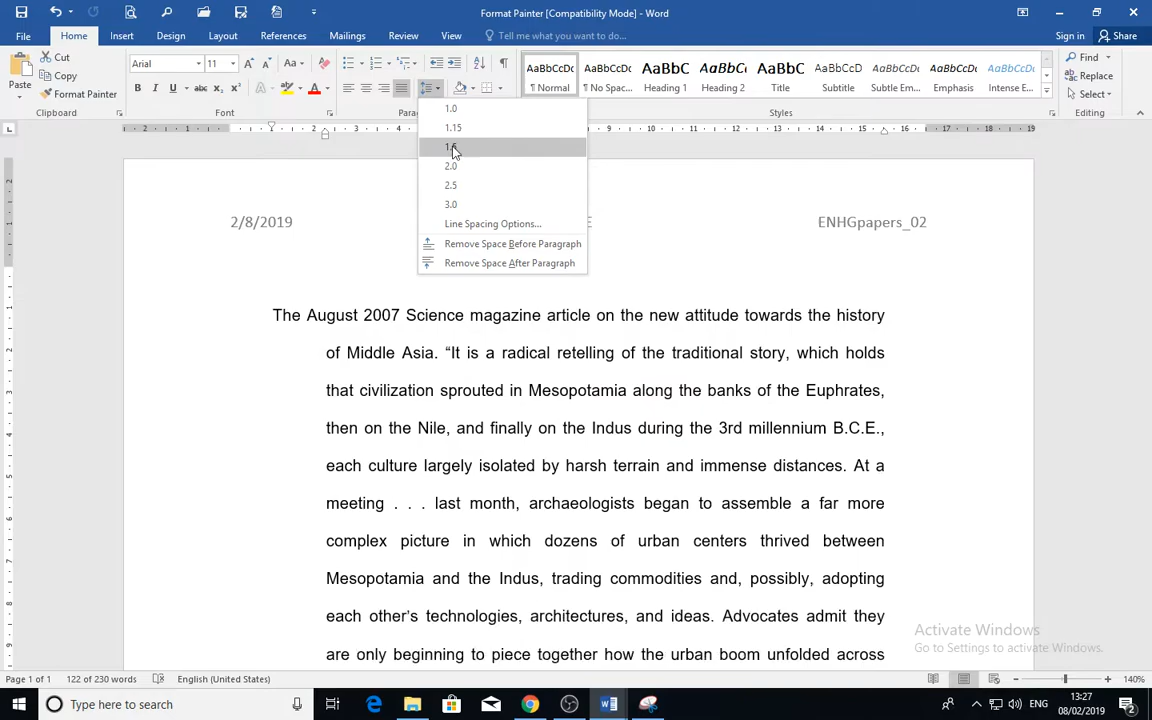 Format Painter [Compatibility Mode] - Word
File Home Insert Design Layout References Mailings Review View Tell me what you want to do... Sign in Share
Paste Cut Copy Format Painter
Clipboard
Arial 11 Aa
B I U abc x₂ x² A A
Font
AaBbCcDc AaBbCcDc AaBbC AaBbCc AaBbC AaBbCcD AaBbCcDc AaBbCcDc AaBbCcDc
¶ Normal ¶ No Spac... Heading 1 Heading 2 Title Subtitle Subtle Em... Emphasis Intense E...
Styles
Find
Replace
Select
Editing
1.0
1.15
1.5
2.0
2.5
3.0
Line Spacing Options...
Remove Space Before Paragraph
Remove Space After Paragraph
2/8/2019 E ENHGpapers_02
The August 2007 Science magazine article on the new attitude towards the history
of Middle Asia. “It is a radical retelling of the traditional story, which holds
that civilization sprouted in Mesopotamia along the banks of the Euphrates,
then on the Nile, and finally on the Indus during the 3rd millennium B.C.E.,
each culture largely isolated by harsh terrain and immense distances. At a
meeting . . . last month, archaeologists began to assemble a far more
complex picture in which dozens of urban centers thrived between
Mesopotamia and the Indus, trading commodities and, possibly, adopting
each other’s technologies, architectures, and ideas. Advocates admit they
are only beginning to piece together how the urban boom unfolded across
Activate Windows
Go to Settings to activate Windows.
Page 1 of 1 122 of 230 words English (United States) 140%
Type here to search
ENG
13:27
08/02/2019
2